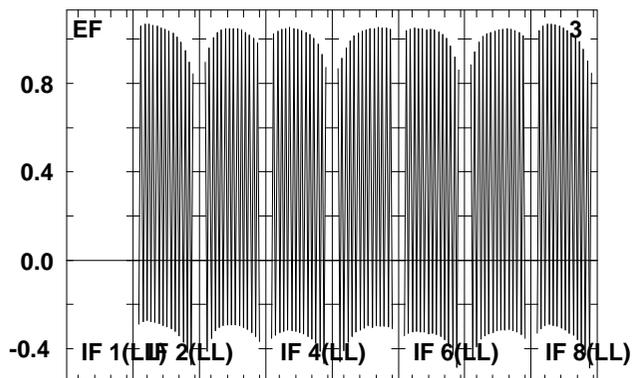 EF 3
0.8
0.4
0.0
-0.4
IF 1(LL) IF 2(LL) IF 4(LL) IF 6(LL) IF 8(LL)